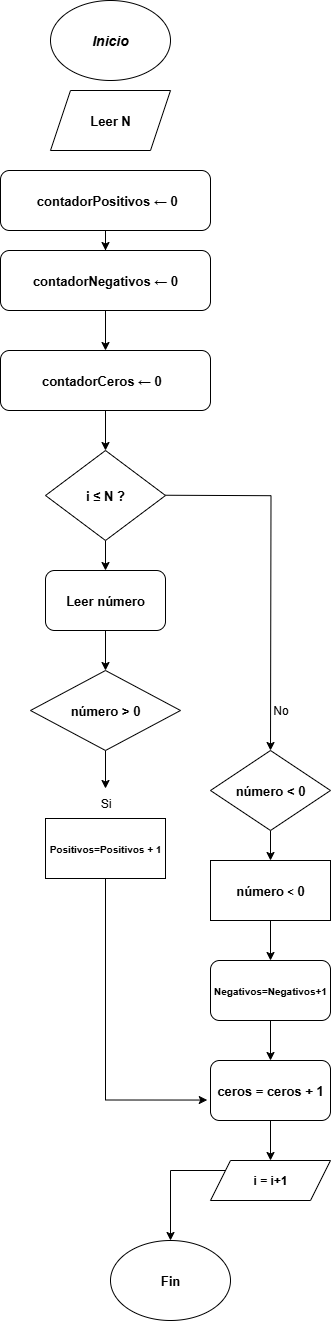 Inicio
Leer N
contadorPositivos ← 0
contadorNegativos ← 0
contadorCeros ← 0
i ≤ N ?
Leer número
número > 0
No
Si
Positivos=Positivos + 1
número < 0
número < 0
Negativos=Negativos+1
ceros = ceros + 1
i = i+1
Fin